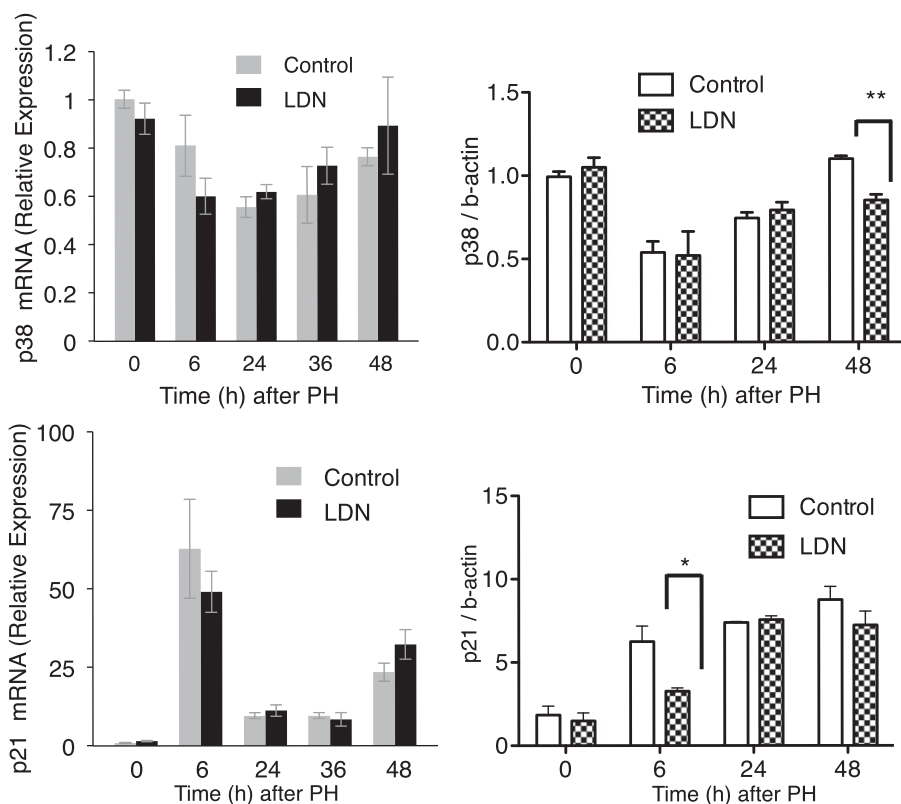 p38 mRNA (Relative Expression)
1.2
1
0.8
0.6
0.4
0.2
0
Control
LDN
0 6 24 36 48
Time (h) after PH
p38 / b-actin
1.5
1.0
0.5
0.0
Control
LDN
**
0 6 24 48
Time (h) after PH
p21 mRNA (Relative Expression)
100
75
50
25
0
Control
LDN
0 6 24 36 48
Time (h) after PH
p21 / b-actin
15
10
5
0
Control
LDN
*
0 6 24 48
Time (h) after PH